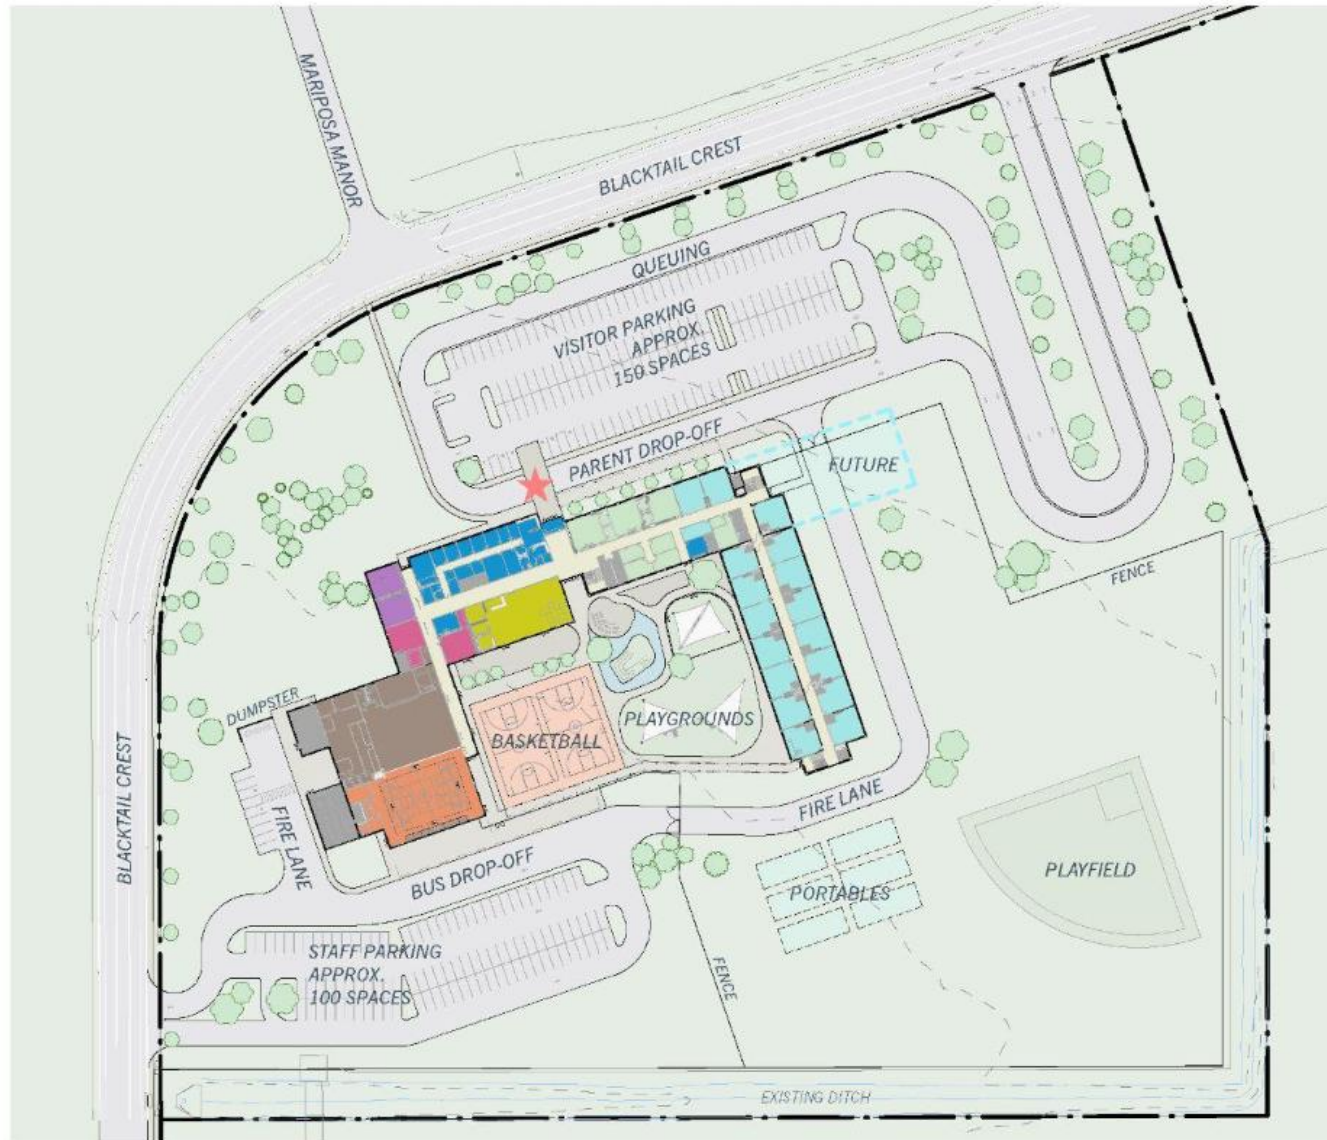 MARIPOSA MANOR
BLACKTAIL CREST
QUEUING
VISITOR PARKING
APPROX.
150 SPACES
PARENT DROP-OFF
FUTURE
FENCE
DUMPSTER
BASKETBALL
PLAYGROUNDS
BLACKTAIL CREST
FIRE LANE
FIRE LANE
BUS DROP-OFF
PORTABLES
PLAYFIELD
STAFF PARKING
APPROX.
100 SPACES
FENCE
EXISTING DITCH